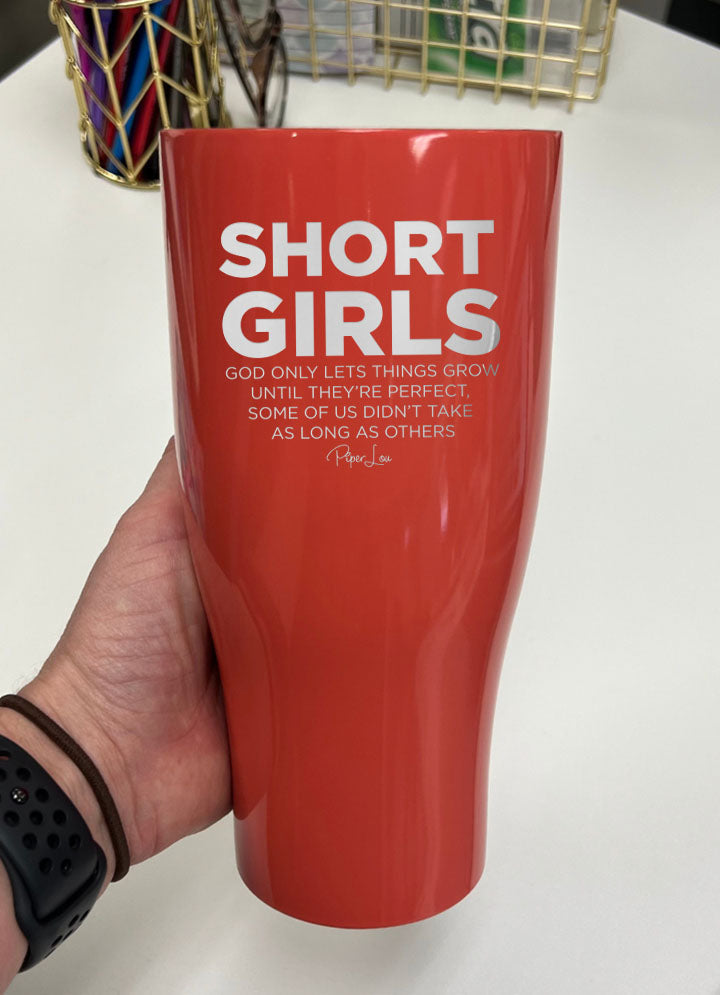 SHORT
GIRLS
GOD ONLY LETS THINGS GROW
UNTIL THEY'RE PERFECT,
SOME OF US DIDN'T TAKE
AS LONG AS OTHERS
Piper Lou